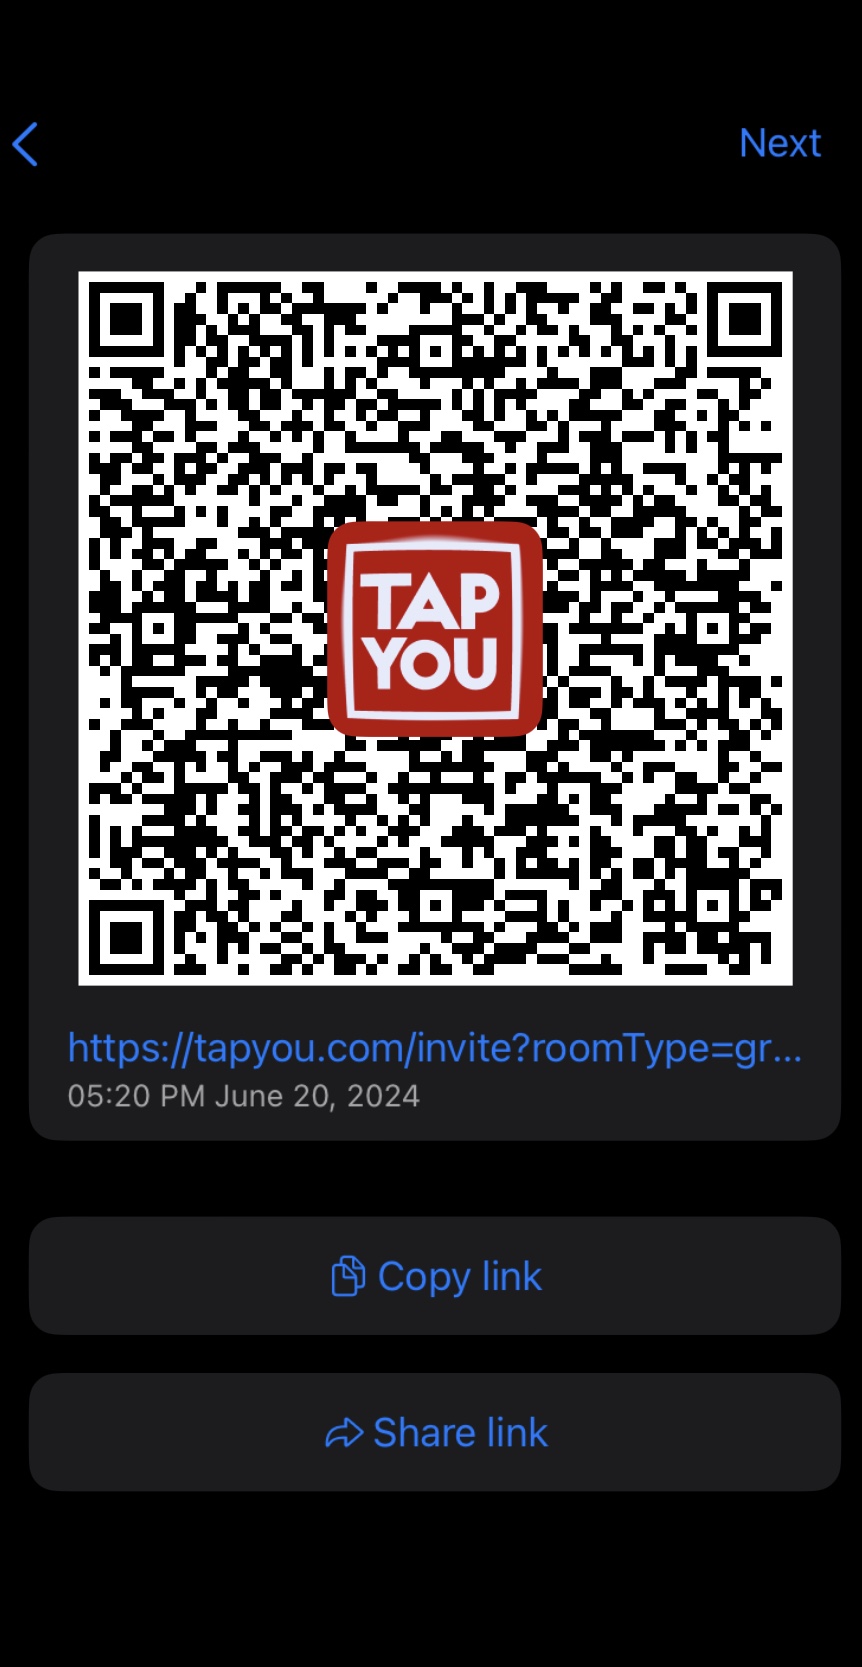 Next
TAP
YOU
https://tapyou.com/invite?roomType=gr...
05:20 PM June 20, 2024
Copy link
Share link